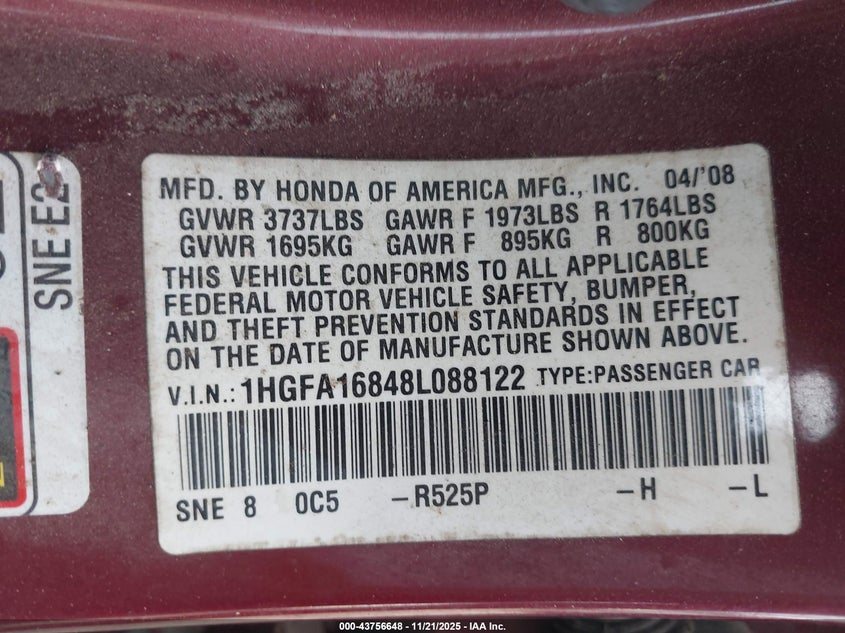 MFD. BY HONDA OF AMERICA MFG., INC. 04/'08
GVWR 3737LBS GAWR F 1973LBS R 1764LBS
GVWR 1695KG GAWR F 895KG R 800KG
THIS VEHICLE CONFORMS TO ALL APPLICABLE
FEDERAL MOTOR VEHICLE SAFETY, BUMPER,
AND THEFT PREVENTION STANDARDS IN EFFECT
ON THE DATE OF MANUFACTURE SHOWN ABOVE.
V.I.N.: 1HGFA16848L088122 TYPE:PASSENGER CAR
SNE 8 0C5 –R525P –H –L
SNE E2
000-43756648 - 11/21/2025 - IAA Inc.